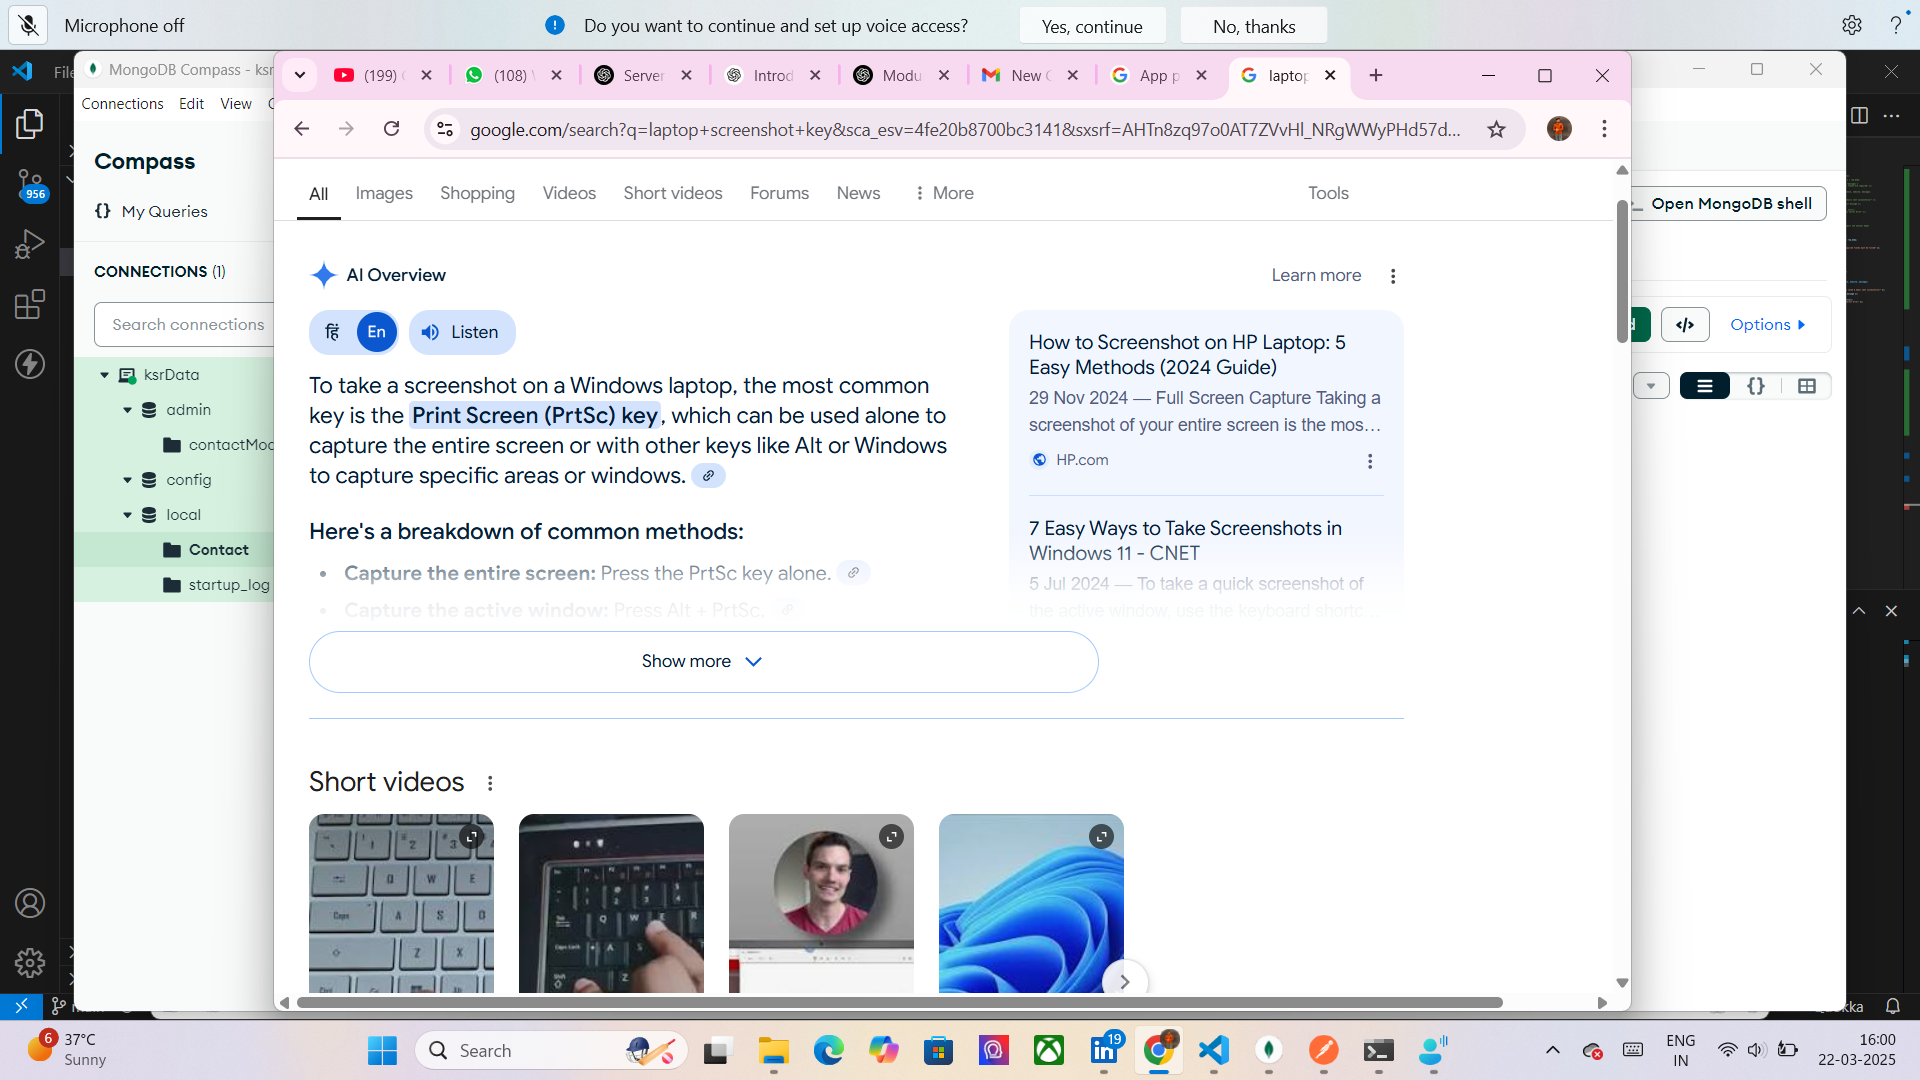 Microphone off
Do you want to continue and set up voice access?
Yes, continue
No, thanks
File
MongoDB Compass - ksr
(199)
(108)
Server
Introd
Modu
New
App p
laptop
Connections Edit View
google.com/search?q=laptop+screenshot+key&sca_esv=4fe20b8700bc3141&sxsrf=AHTn8zq97o0AT7ZVvHl_NRgWWyPHd57d...
Compass
{} My Queries
956
CONNECTIONS (1)
Search connections
ksrData
admin
contactMod
config
local
Contact
startup_log
All Images Shopping Videos Short videos Forums News More Tools
Open MongoDB shell
</> Options
{}
AI Overview
Learn more
हिं En Listen
To take a screenshot on a Windows laptop, the most common
key is the Print Screen (PrtSc) key, which can be used alone to
capture the entire screen or with other keys like Alt or Windows
to capture specific areas or windows.
Here's a breakdown of common methods:
• Capture the entire screen: Press the PrtSc key alone.
• Capture the active window: Press Alt + PrtSc.
How to Screenshot on HP Laptop: 5
Easy Methods (2024 Guide)
29 Nov 2024 — Full Screen Capture Taking a
screenshot of your entire screen is the mos...
HP.com
7 Easy Ways to Take Screenshots in
Windows 11 - CNET
5 Jul 2024 — To take a quick screenshot of
the active window, use the keyboard shortc
Show more
Short videos
6
37°C
Sunny
Search
19
ENG
IN
16:00
22-03-2025